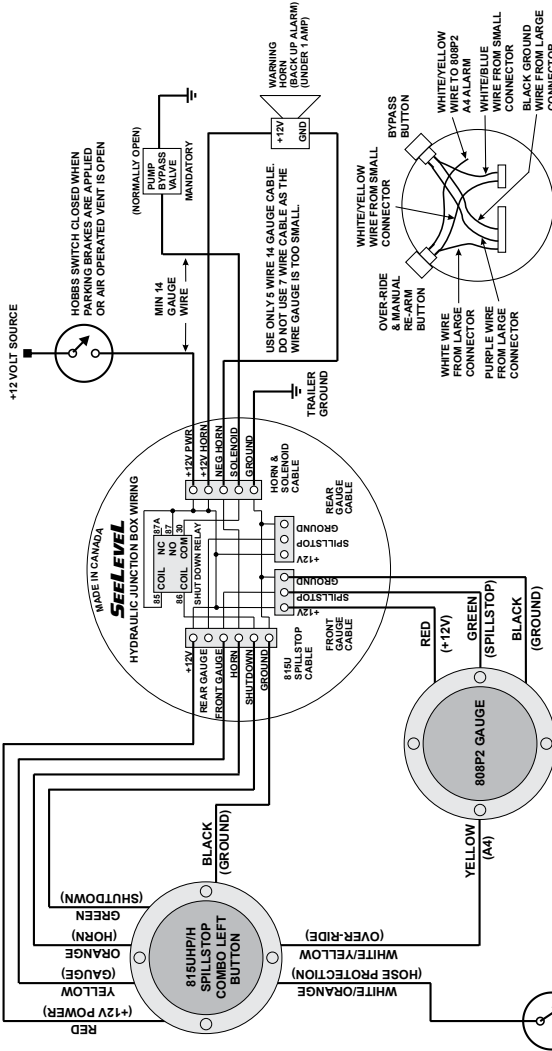 +12 VOLT SOURCE
HOBBS SWITCH CLOSED WHEN
PARKING BRAKES ARE APPLIED
OR AIR OPERATED VENT IS OPEN
(NORMALLY OPEN)
PUMP
BYPASS
VALVE
MANDATORY
MIN 14
GAUGE
WIRE
WARNING
HORN
(BACK UP ALARM)
(UNDER 1 AMP)
+12V
GND
USE ONLY 5 WIRE 14 GAUGE CABLE.
DO NOT USE 7 WIRE CABLE AS THE
WIRE GAUGE IS TOO SMALL.
TRAILER
GROUND
MADE IN CANADA
SEELEVEL
HYDRAULIC JUNCTION BOX WIRING
85
COIL
NC
87A
NO
87
86
COIL
COM
30
SHUT DOWN RELAY
+12V PWR
+12V HORN
NEG HORN
SOLENOID
GROUND
HORN &
SOLENOID
CABLE
+12V
REAR GAUGE
FRONT GAUGE
HORN
SHUTDOWN
GROUND
815U
SPILLSTOP
CABLE
+12V
SPILLSTOP
GROUND
FRONT
GAUGE
CABLE
+12V
SPILLSTOP
GROUND
REAR
GAUGE
CABLE
RED
(+12V POWER)
YELLOW
(GAUGE)
ORANGE
(HORN)
GREEN
(SHUTDOWN)
BLACK
(GROUND)
815UHP/H
SPILLSTOP
COMBO LEFT
BUTTON
WHITE/ORANGE
(HOSE PROTECTION)
WHITE/YELLOW
(OVER-RIDE)
YELLOW
(A4)
808P2 GAUGE
RED
(+12V)
GREEN
(SPILLSTOP)
BLACK
(GROUND)
WHITE/YELLOW
WIRE FROM SMALL
CONNECTOR
BYPASS
BUTTON
OVER-RIDE
& MANUAL
RE-ARM
BUTTON
WHITE/YELLOW
WIRE TO 808P2
A4 ALARM
WHITE/BLUE
WIRE FROM SMALL
CONNECTOR
BLACK GROUND
WIRE FROM LARGE
CONNECTOR
WHITE WIRE
FROM LARGE
CONNECTOR
PURPLE WIRE
FROM LARGE
CONNECTOR